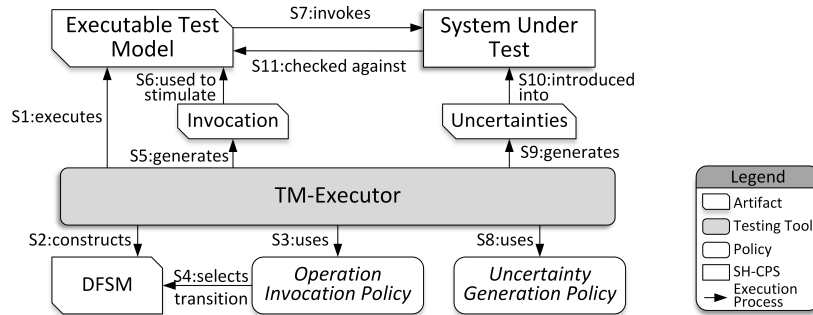 S7:invokes
Executable Test
Model
System Under
Test
S11:checked against
S6:used to
stimulate
S10:introduced
into
S1:executes
Invocation
Uncertainties
S5:generates
S9:generates
TM-Executor
S2:constructs
S3:uses
S8:uses
DFSM
S4:selects
transition
Operation
Invocation Policy
Uncertainty
Generation Policy
Legend
Artifact
Testing Tool
Policy
SH-CPS
Execution
Process